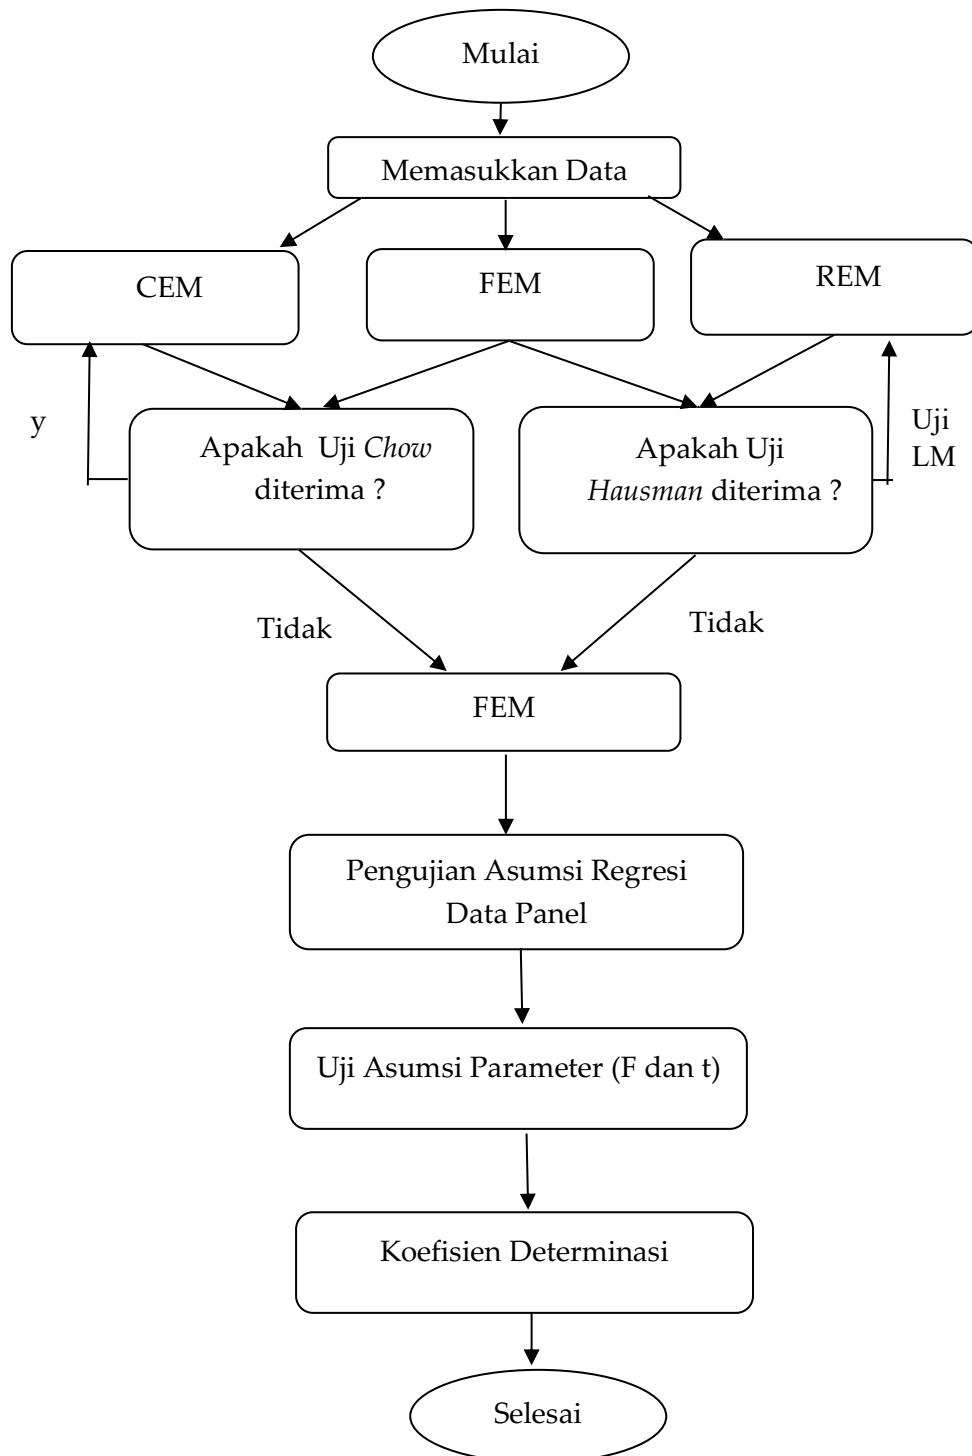 Mulai
Memasukkan Data
CEM
FEM
REM
y
Apakah Uji Chow
diterima ?
Apakah Uji
Hausman diterima ?
Uji
LM
Tidak
Tidak
FEM
Pengujian Asumsi Regresi
Data Panel
Uji Asumsi Parameter (F dan t)
Koefisien Determinasi
Selesai